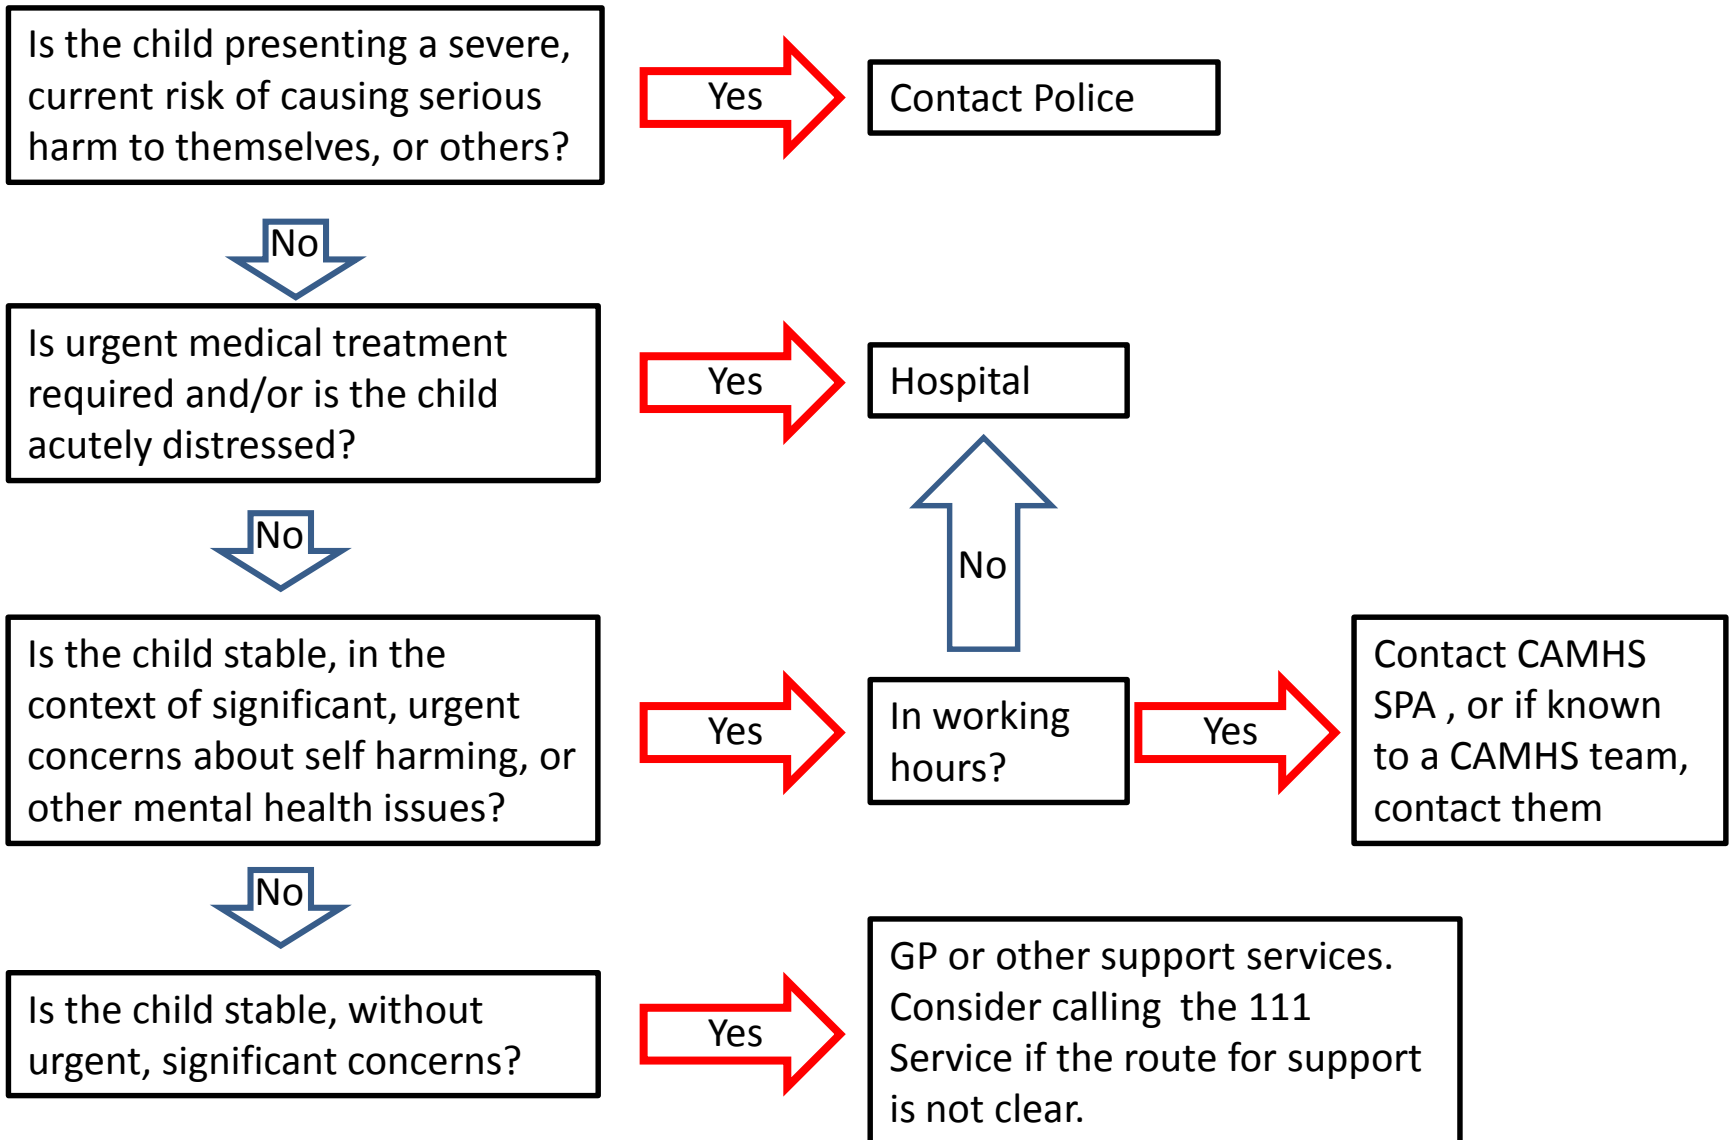 Is the child presenting a severe,
current risk of causing serious
harm to themselves, or others?
Yes
Contact Police
No
Is urgent medical treatment
required and/or is the child
acutely distressed?
Yes
Hospital
No
No
Is the child stable, in the
context of significant, urgent
concerns about self harming, or
other mental health issues?
Yes
In working
hours?
Yes
Contact CAMHS
SPA , or if known
to a CAMHS team,
contact them
No
Is the child stable, without
urgent, significant concerns?
Yes
GP or other support services.
Consider calling  the 111
Service if the route for support
is not clear.